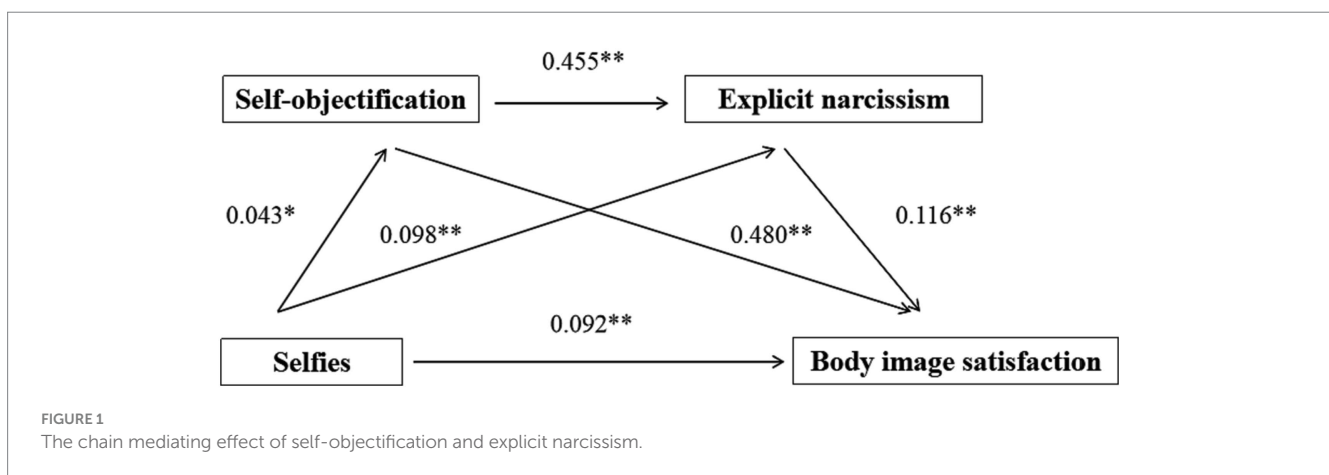 0.455**
Self-objectification
Explicit narcissism
0.043*
0.098**
0.480**
0.116**
0.092**
Selfies
Body image satisfaction
FIGURE 1
The chain mediating effect of self-objectification and explicit narcissism.